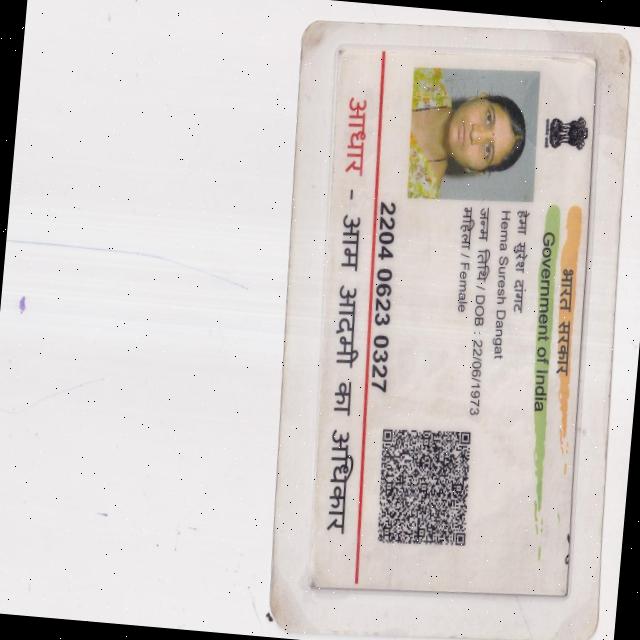 भारत सरकार
Government of India
हेमा सुरेश दांगट
Hema Suresh Dangat
जन्म तिथि / DOB : 22/06/1973
महिला / Female
2204 0623 0327
आधार - आम आदमी का अधिकार